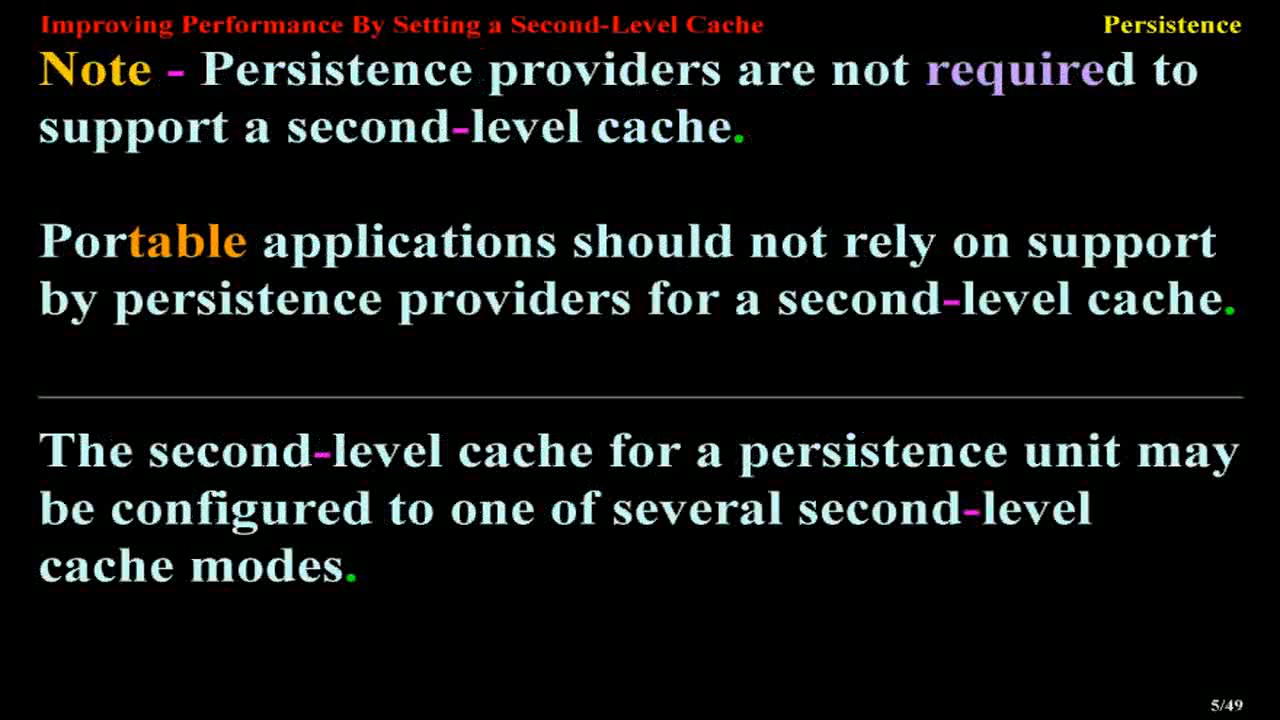 Improving Performance By Setting a Second-Level Cache
Persistence
Note - Persistence providers are not required to
support a second-level cache.
Portable applications should not rely on support
by persistence providers for a second-level cache.
The second-level cache for a persistence unit may
be configured to one of several second-level
cache modes.
5/49